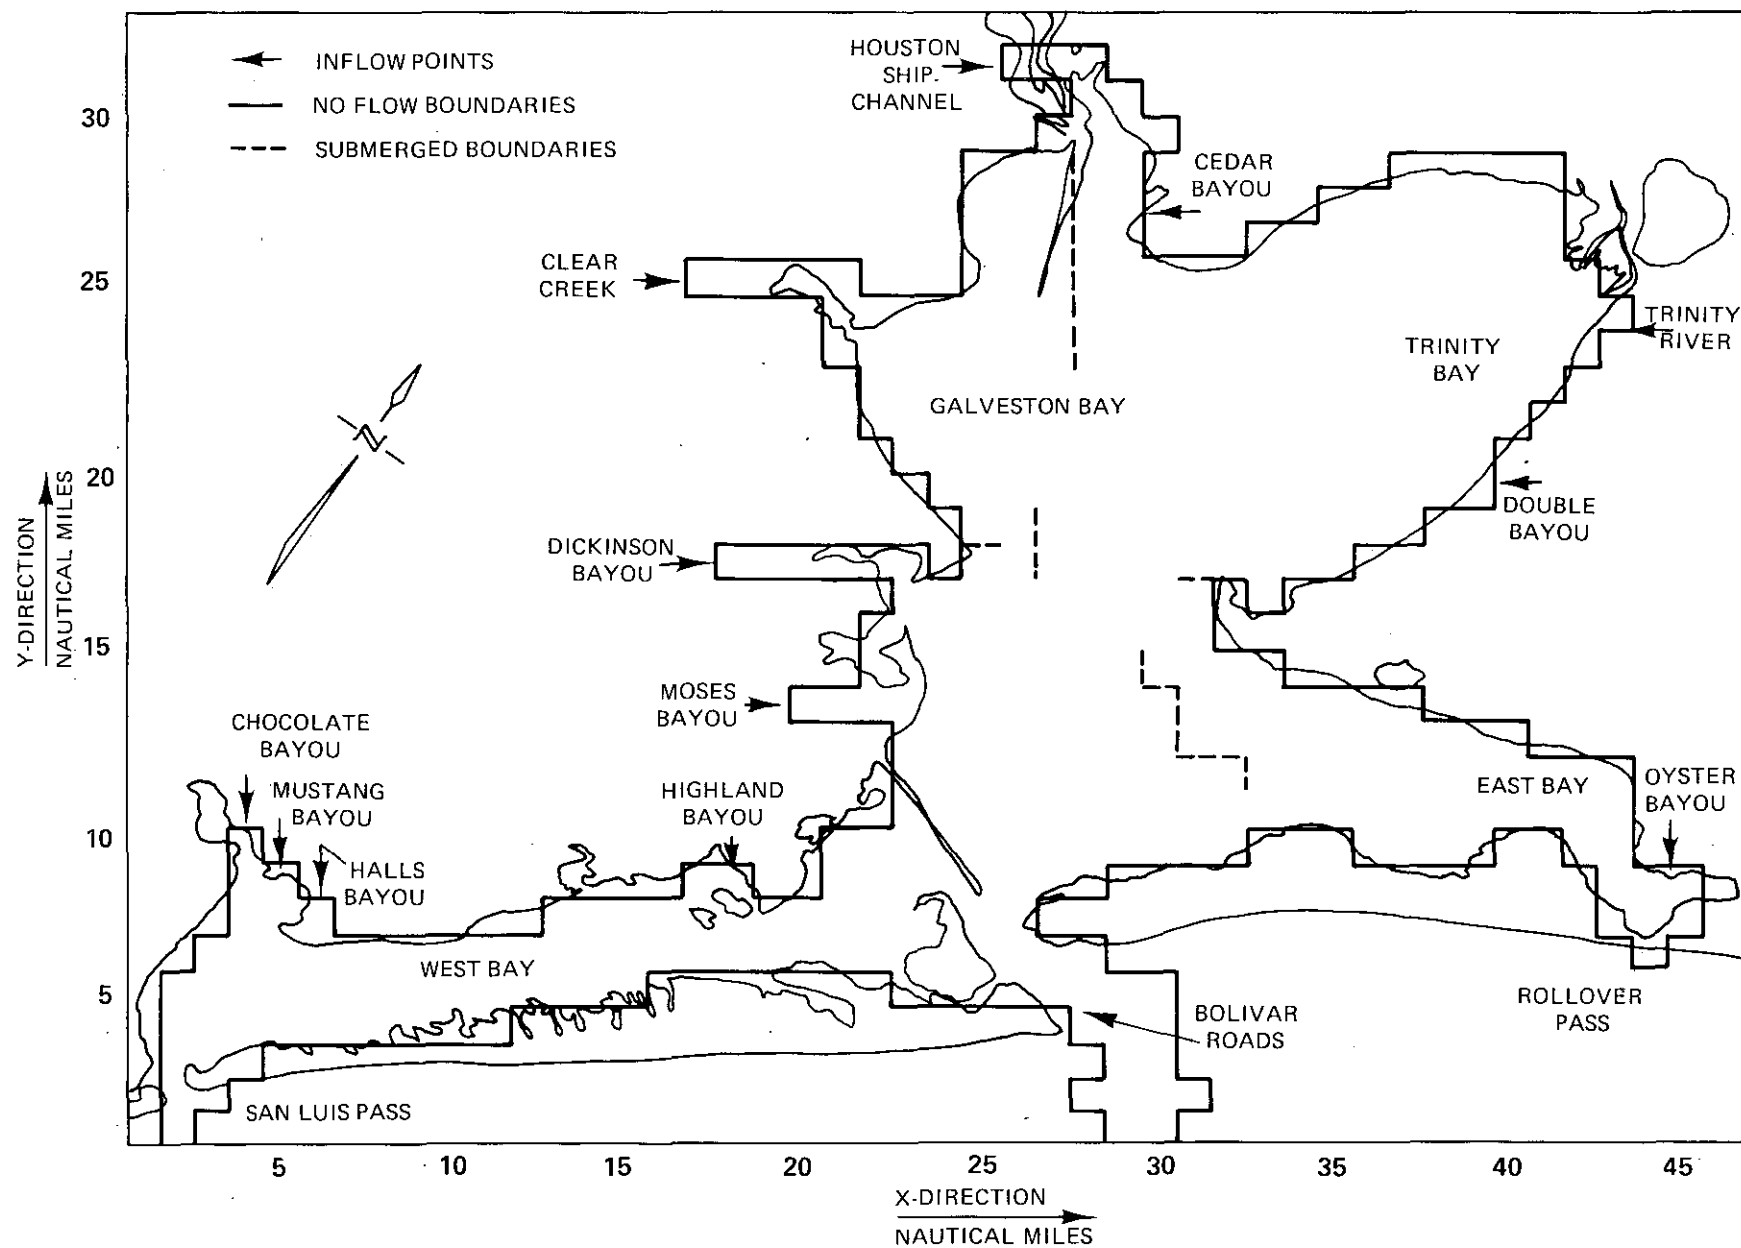 INFLOW POINTS
NO FLOW BOUNDARIES
SUBMERGED BOUNDARIES
HOUSTON
SHIP
CHANNEL
CEDAR
BAYOU
CLEAR
CREEK
TRINITY
RIVER
TRINITY
BAY
GALVESTON BAY
N
DOUBLE
BAYOU
DICKINSON
BAYOU
MOSES
BAYOU
CHOCOLATE
BAYOU
MUSTANG
BAYOU
HALLS
BAYOU
HIGHLAND
BAYOU
EAST BAY
OYSTER
BAYOU
WEST BAY
BOLIVAR
ROADS
ROLLOVER
PASS
SAN LUIS PASS
30
25
20
15
10
5
Y-DIRECTION
NAUTICAL MILES
5
10
15
20
25
30
35
40
45
X-DIRECTION
NAUTICAL MILES